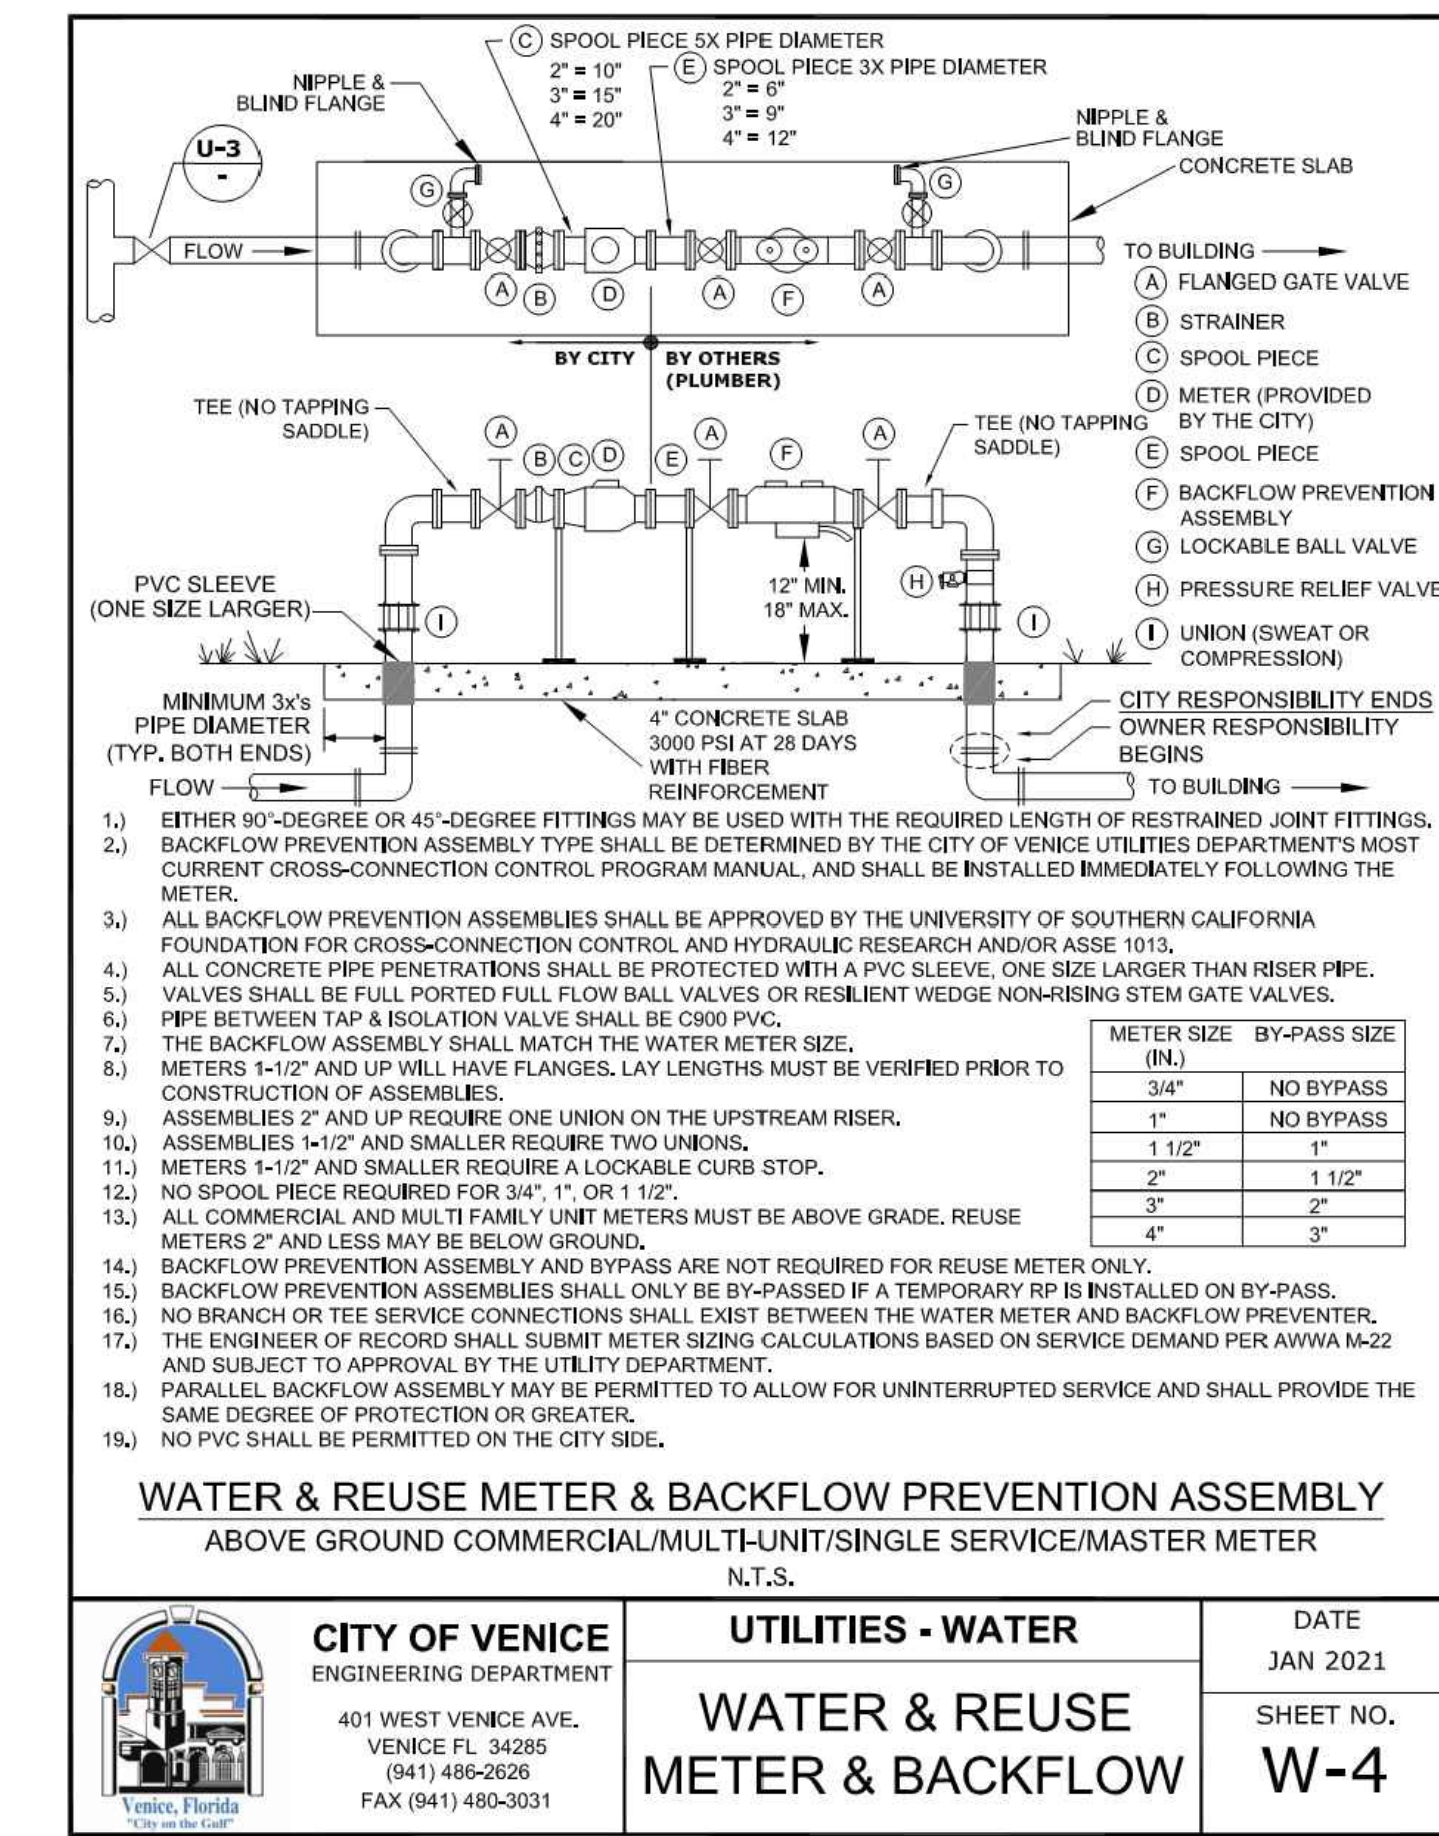 C SPOOL PIECE 5X PIPE DIAMETER
2" = 10"
3" = 15"
4" = 20"
E SPOOL PIECE 3X PIPE DIAMETER
2" = 6"
3" = 9"
4" = 12"
NIPPLE &
BLIND FLANGE
NIPPLE &
BLIND FLANGE
CONCRETE SLAB
U-3
-
G
G
FLOW
TO BUILDING
A
B
D
A
F
A
BY CITY
BY OTHERS
(PLUMBER)
A FLANGED GATE VALVE
B STRAINER
C SPOOL PIECE
D METER (PROVIDED
BY THE CITY)
E SPOOL PIECE
F BACKFLOW PREVENTION
ASSEMBLY
G LOCKABLE BALL VALVE
H PRESSURE RELIEF VALVE
I UNION (SWEAT OR
COMPRESSION)
TEE (NO TAPPING
SADDLE)
A
B
C
D
E
A
F
A
TEE (NO TAPPING
SADDLE)
PVC SLEEVE
(ONE SIZE LARGER)
I
12" MIN.
18" MAX.
H
I
MINIMUM 3x's
PIPE DIAMETER
(TYP. BOTH ENDS)
4" CONCRETE SLAB
3000 PSI AT 28 DAYS
WITH FIBER
REINFORCEMENT
CITY RESPONSIBILITY ENDS
OWNER RESPONSIBILITY
BEGINS
FLOW
TO BUILDING
1.) EITHER 90°-DEGREE OR 45°-DEGREE FITTINGS MAY BE USED WITH THE REQUIRED LENGTH OF RESTRAINED JOINT FITTINGS.
2.) BACKFLOW PREVENTION ASSEMBLY TYPE SHALL BE DETERMINED BY THE CITY OF VENICE UTILITIES DEPARTMENT'S MOST
CURRENT CROSS-CONNECTION CONTROL PROGRAM MANUAL, AND SHALL BE INSTALLED IMMEDIATELY FOLLOWING THE
METER.
3.) ALL BACKFLOW PREVENTION ASSEMBLIES SHALL BE APPROVED BY THE UNIVERSITY OF SOUTHERN CALIFORNIA
FOUNDATION FOR CROSS-CONNECTION CONTROL AND HYDRAULIC RESEARCH AND/OR ASSE 1013.
4.) ALL CONCRETE PIPE PENETRATIONS SHALL BE PROTECTED WITH A PVC SLEEVE, ONE SIZE LARGER THAN RISER PIPE.
5.) VALVES SHALL BE FULL PORTED FULL FLOW BALL VALVES OR RESILIENT WEDGE NON-RISING STEM GATE VALVES.
6.) PIPE BETWEEN TAP & ISOLATION VALVE SHALL BE C900 PVC.
7.) THE BACKFLOW ASSEMBLY SHALL MATCH THE WATER METER SIZE.
8.) METERS 1-1/2" AND UP WILL HAVE FLANGES. LAY LENGTHS MUST BE VERIFIED PRIOR TO
CONSTRUCTION OF ASSEMBLIES.
9.) ASSEMBLIES 2" AND UP REQUIRE ONE UNION ON THE UPSTREAM RISER.
10.) ASSEMBLIES 1-1/2" AND SMALLER REQUIRE TWO UNIONS.
11.) METERS 1-1/2" AND SMALLER REQUIRE A LOCKABLE CURB STOP.
12.) NO SPOOL PIECE REQUIRED FOR 3/4", 1", OR 1 1/2".
13.) ALL COMMERCIAL AND MULTI FAMILY UNIT METERS MUST BE ABOVE GRADE. REUSE
METERS 2" AND LESS MAY BE BELOW GROUND.
14.) BACKFLOW PREVENTION ASSEMBLY AND BYPASS ARE NOT REQUIRED FOR REUSE METER ONLY.
15.) BACKFLOW PREVENTION ASSEMBLIES SHALL ONLY BE BY-PASSED IF A TEMPORARY RP IS INSTALLED ON BY-PASS.
16.) NO BRANCH OR TEE SERVICE CONNECTIONS SHALL EXIST BETWEEN THE WATER METER AND BACKFLOW PREVENTER.
17.) THE ENGINEER OF RECORD SHALL SUBMIT METER SIZING CALCULATIONS BASED ON SERVICE DEMAND PER AWWA M-22
AND SUBJECT TO APPROVAL BY THE UTILITY DEPARTMENT.
18.) PARALLEL BACKFLOW ASSEMBLY MAY BE PERMITTED TO ALLOW FOR UNINTERRUPTED SERVICE AND SHALL PROVIDE THE
SAME DEGREE OF PROTECTION OR GREATER.
19.) NO PVC SHALL BE PERMITTED ON THE CITY SIDE.
METER SIZE BY-PASS SIZE
(IN.)
3/4" NO BYPASS
1" NO BYPASS
1 1/2" 1"
2" 1 1/2"
3" 2"
4" 3"
WATER & REUSE METER & BACKFLOW PREVENTION ASSEMBLY
ABOVE GROUND COMMERCIAL/MULTI-UNIT/SINGLE SERVICE/MASTER METER
N.T.S.
Venice, Florida
"City on the Gulf"
CITY OF VENICE
ENGINEERING DEPARTMENT
401 WEST VENICE AVE.
VENICE FL 34285
(941) 486-2626
FAX (941) 480-3031
UTILITIES - WATER
WATER & REUSE
METER & BACKFLOW
DATE
JAN 2021
SHEET NO.
W-4